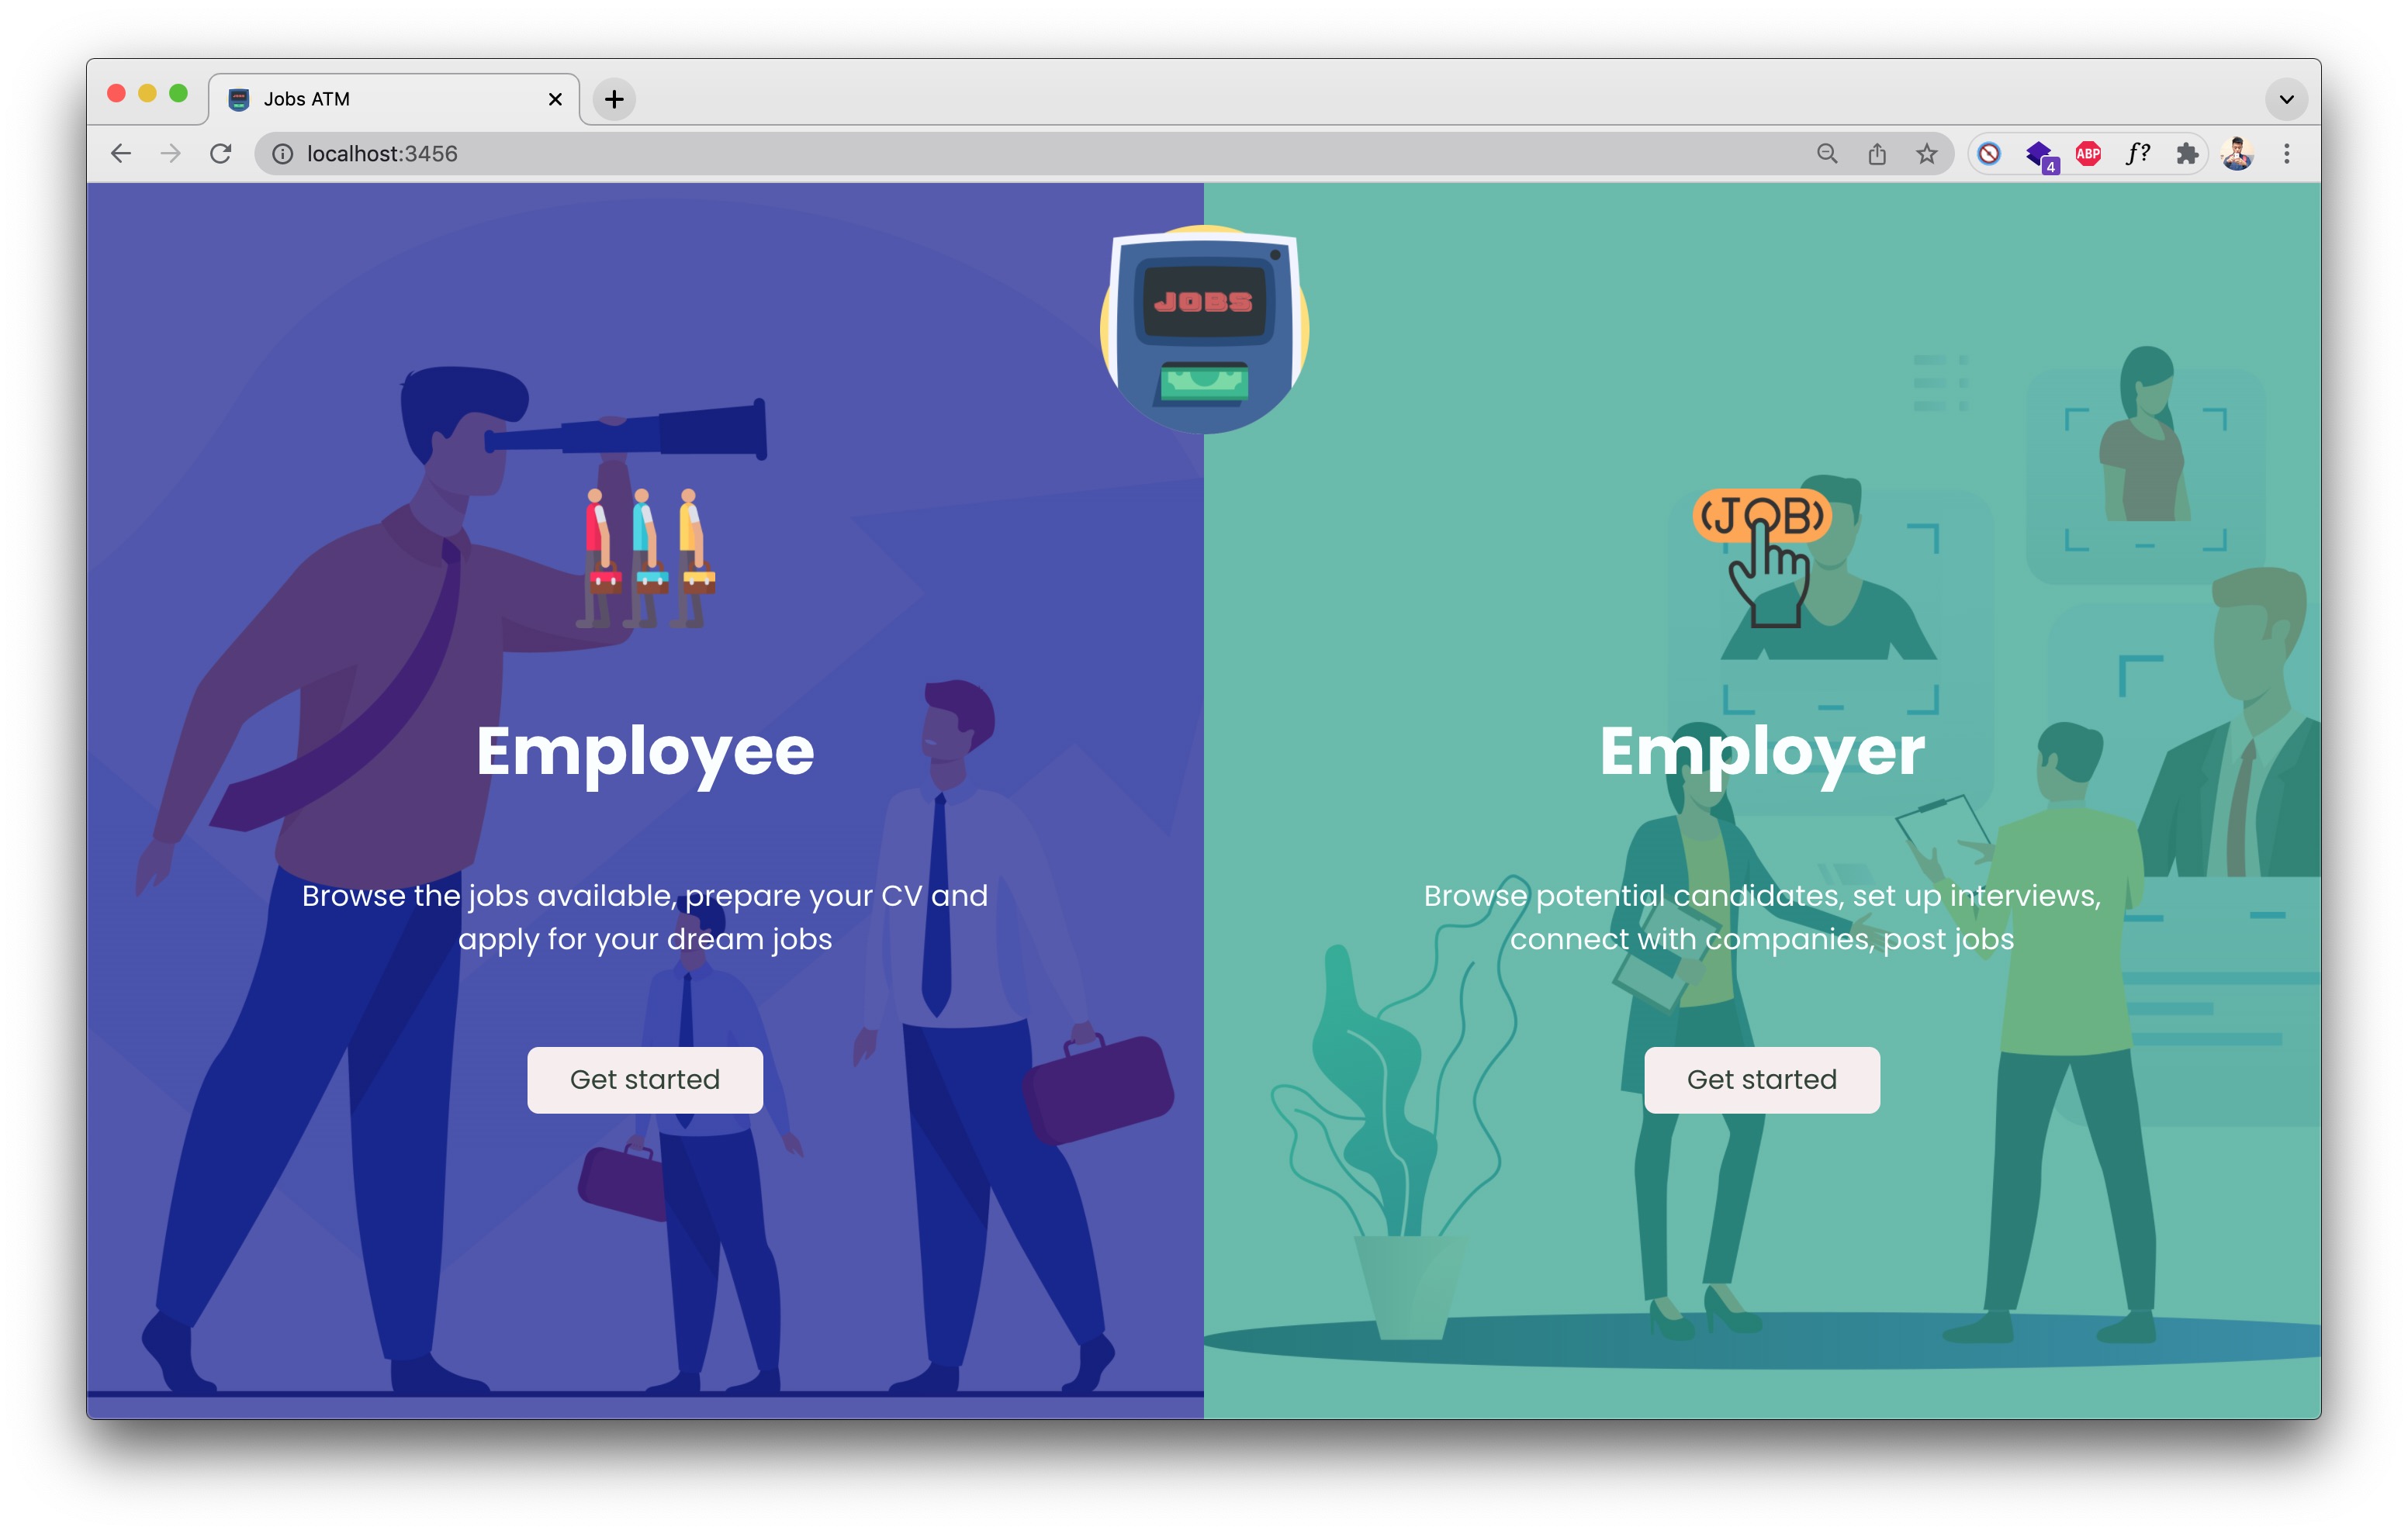 Jobs ATM
localhost:3456
4
ABP
f?
JOBS
(JOB)
Employee
Browse the jobs available, prepare your CV and
apply for your dream jobs
Get started
Employer
Browse potential candidates, set up interviews,
connect with companies, post jobs
Get started